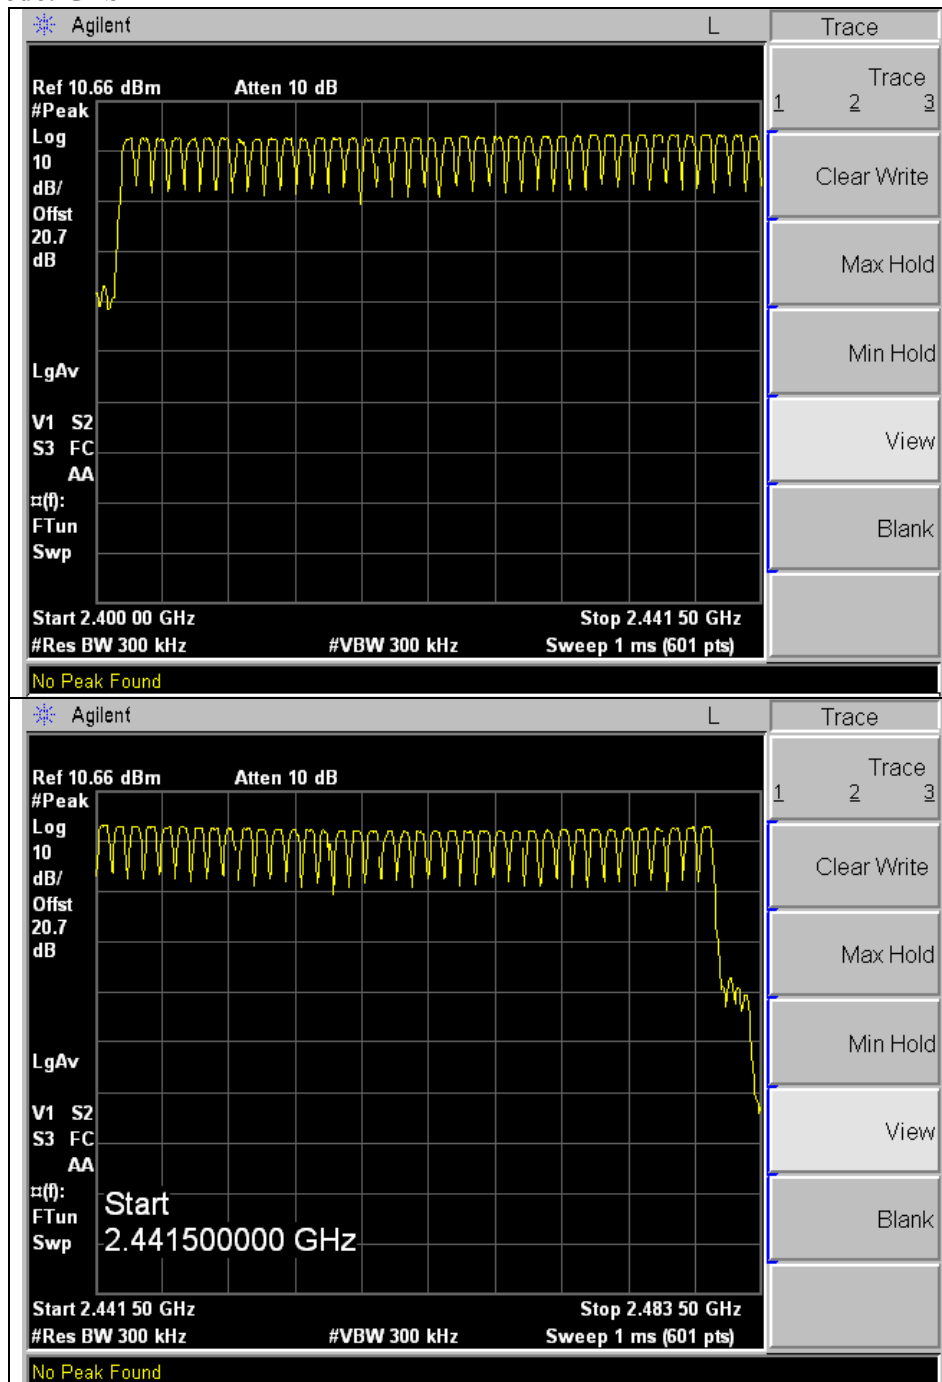 Agilent L Trace
Ref 10.66 dBm Atten 10 dB
#Peak
Log
10
dB/
Offst
20.7
dB
LgAv
V1 S2
S3 FC
AA
¤(f):
FTun
Swp
Start 2.400 00 GHz Stop 2.441 50 GHz
#Res BW 300 kHz #VBW 300 kHz Sweep 1 ms (601 pts)
No Peak Found
Trace
1 2 3
Clear Write
Max Hold
Min Hold
View
Blank
Agilent L Trace
Ref 10.66 dBm Atten 10 dB
#Peak
Log
10
dB/
Offst
20.7
dB
LgAv
V1 S2
S3 FC
AA
¤(f):
FTun
Swp
Start
2.441500000 GHz
Start 2.441 50 GHz Stop 2.483 50 GHz
#Res BW 300 kHz #VBW 300 kHz Sweep 1 ms (601 pts)
No Peak Found
Trace
1 2 3
Clear Write
Max Hold
Min Hold
View
Blank